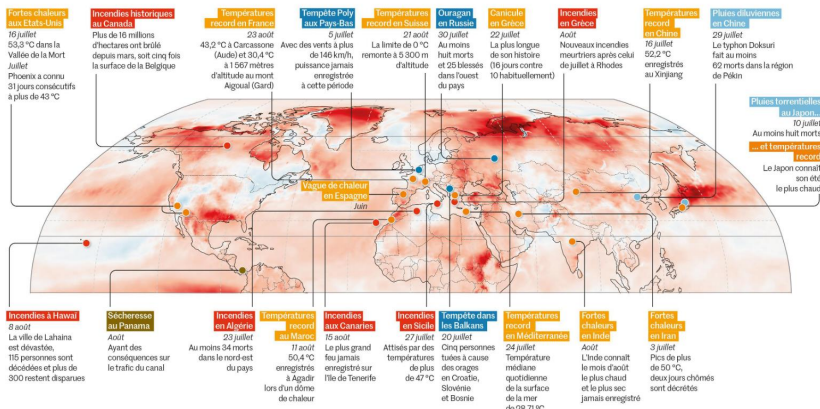 Fortes chaleurs
aux États-Unis
16 juillet
53,3 °C dans la
Vallée de la Mort
Juillet
Phoenix a connu
31 jours consécutifs
à plus de 43 °C
Incendies historiques
au Canada
Plus de 16 millions
d'hectares ont brûlé
depuis mars, soit cinq fois
la surface de la Belgique
Températures
record en France
23 août
43,2 °C à Carcassonne
(Aude) et 30,4 °C
à 1 567 mètres
d'altitude au mont
Aigoual (Gard)
Tempête Poly
aux Pays-Bas
5 juillet
Avec des vents à plus
de 146 km/h,
puissance jamais
enregistrée
à cette période
Températures
record en Suisse
21 août
La limite de 0 °C
remonte à 5 300 m
d'altitude
Ouragan
en Russie
30 juillet
Au moins
huit morts
et 25 blessés
dans l'ouest
du pays
Canicule
en Grèce
22 juillet
La plus longue
de son histoire
(16 jours contre
10 habituellement)
Incendies
en Grèce
Août
Nouveaux incendies
meurtriers après celui
de juillet à Rhodes
Températures
record
en Chine
16 juillet
52,2 °C
enregistrés
au Xinjiang
Pluies diluviennes
en Chine
29 juillet
Le typhon Doksuri
fait au moins
62 morts dans la région
de Pékin
Pluies torrentielles
au Japon...
10 juillet
Au moins huit morts
... et températures
record
Le Japon connaît
son été
le plus chaud
Vague de chaleur
en Espagne
Juin
Incendies à Hawaï
8 août
La ville de Lahaina
est dévastée,
115 personnes sont
décédées et plus de
300 restent disparues
Sécheresse
au Panama
Août
Ayant des
conséquences sur
le trafic du canal
Incendies
en Algérie
23 juillet
Au moins 34 morts
dans le nord-est
du pays
Températures
record
au Maroc
11 août
50,4 °C
enregistrés
à Agadir
lors d'un dôme
de chaleur
Incendies
aux Canaries
15 août
Le plus grand
feu jamais
enregistré sur
l'île de Tenerife
Incendies
en Sicile
27 juillet
Attisés par des
températures
de plus
de 47 °C
Tempête dans
les Balkans
20 juillet
Cinq personnes
tuées à cause
des orages
en Croatie,
Slovénie
et Bosnie
Températures
record
en Méditerranée
24 juillet
Température
médiane
quotidienne
de la surface
de la mer
de 28,71 °C
Fortes
chaleurs
en Inde
Août
L'Inde connaît
le mois d'août
le plus chaud
et le plus sec
jamais enregistré
Fortes
chaleurs
en Iran
3 juillet
Pics de plus
de 50 °C,
deux jours chômés
sont décrétés